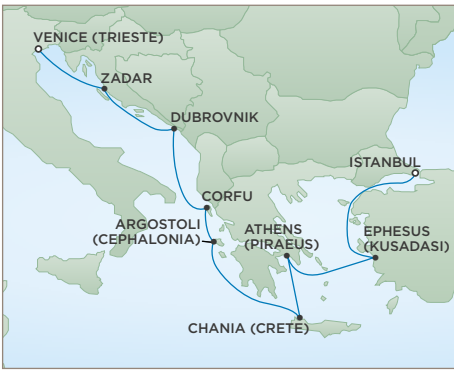 VENICE (TRIESTE)
ZADAR
DUBROVNIK
ISTANBUL
CORFU
ARGOSTOLI
(CEPHALONIA)
ATHENS
(PIRAEUS)
EPHESUS
(KUSADASI)
CHANIA (CRETE)